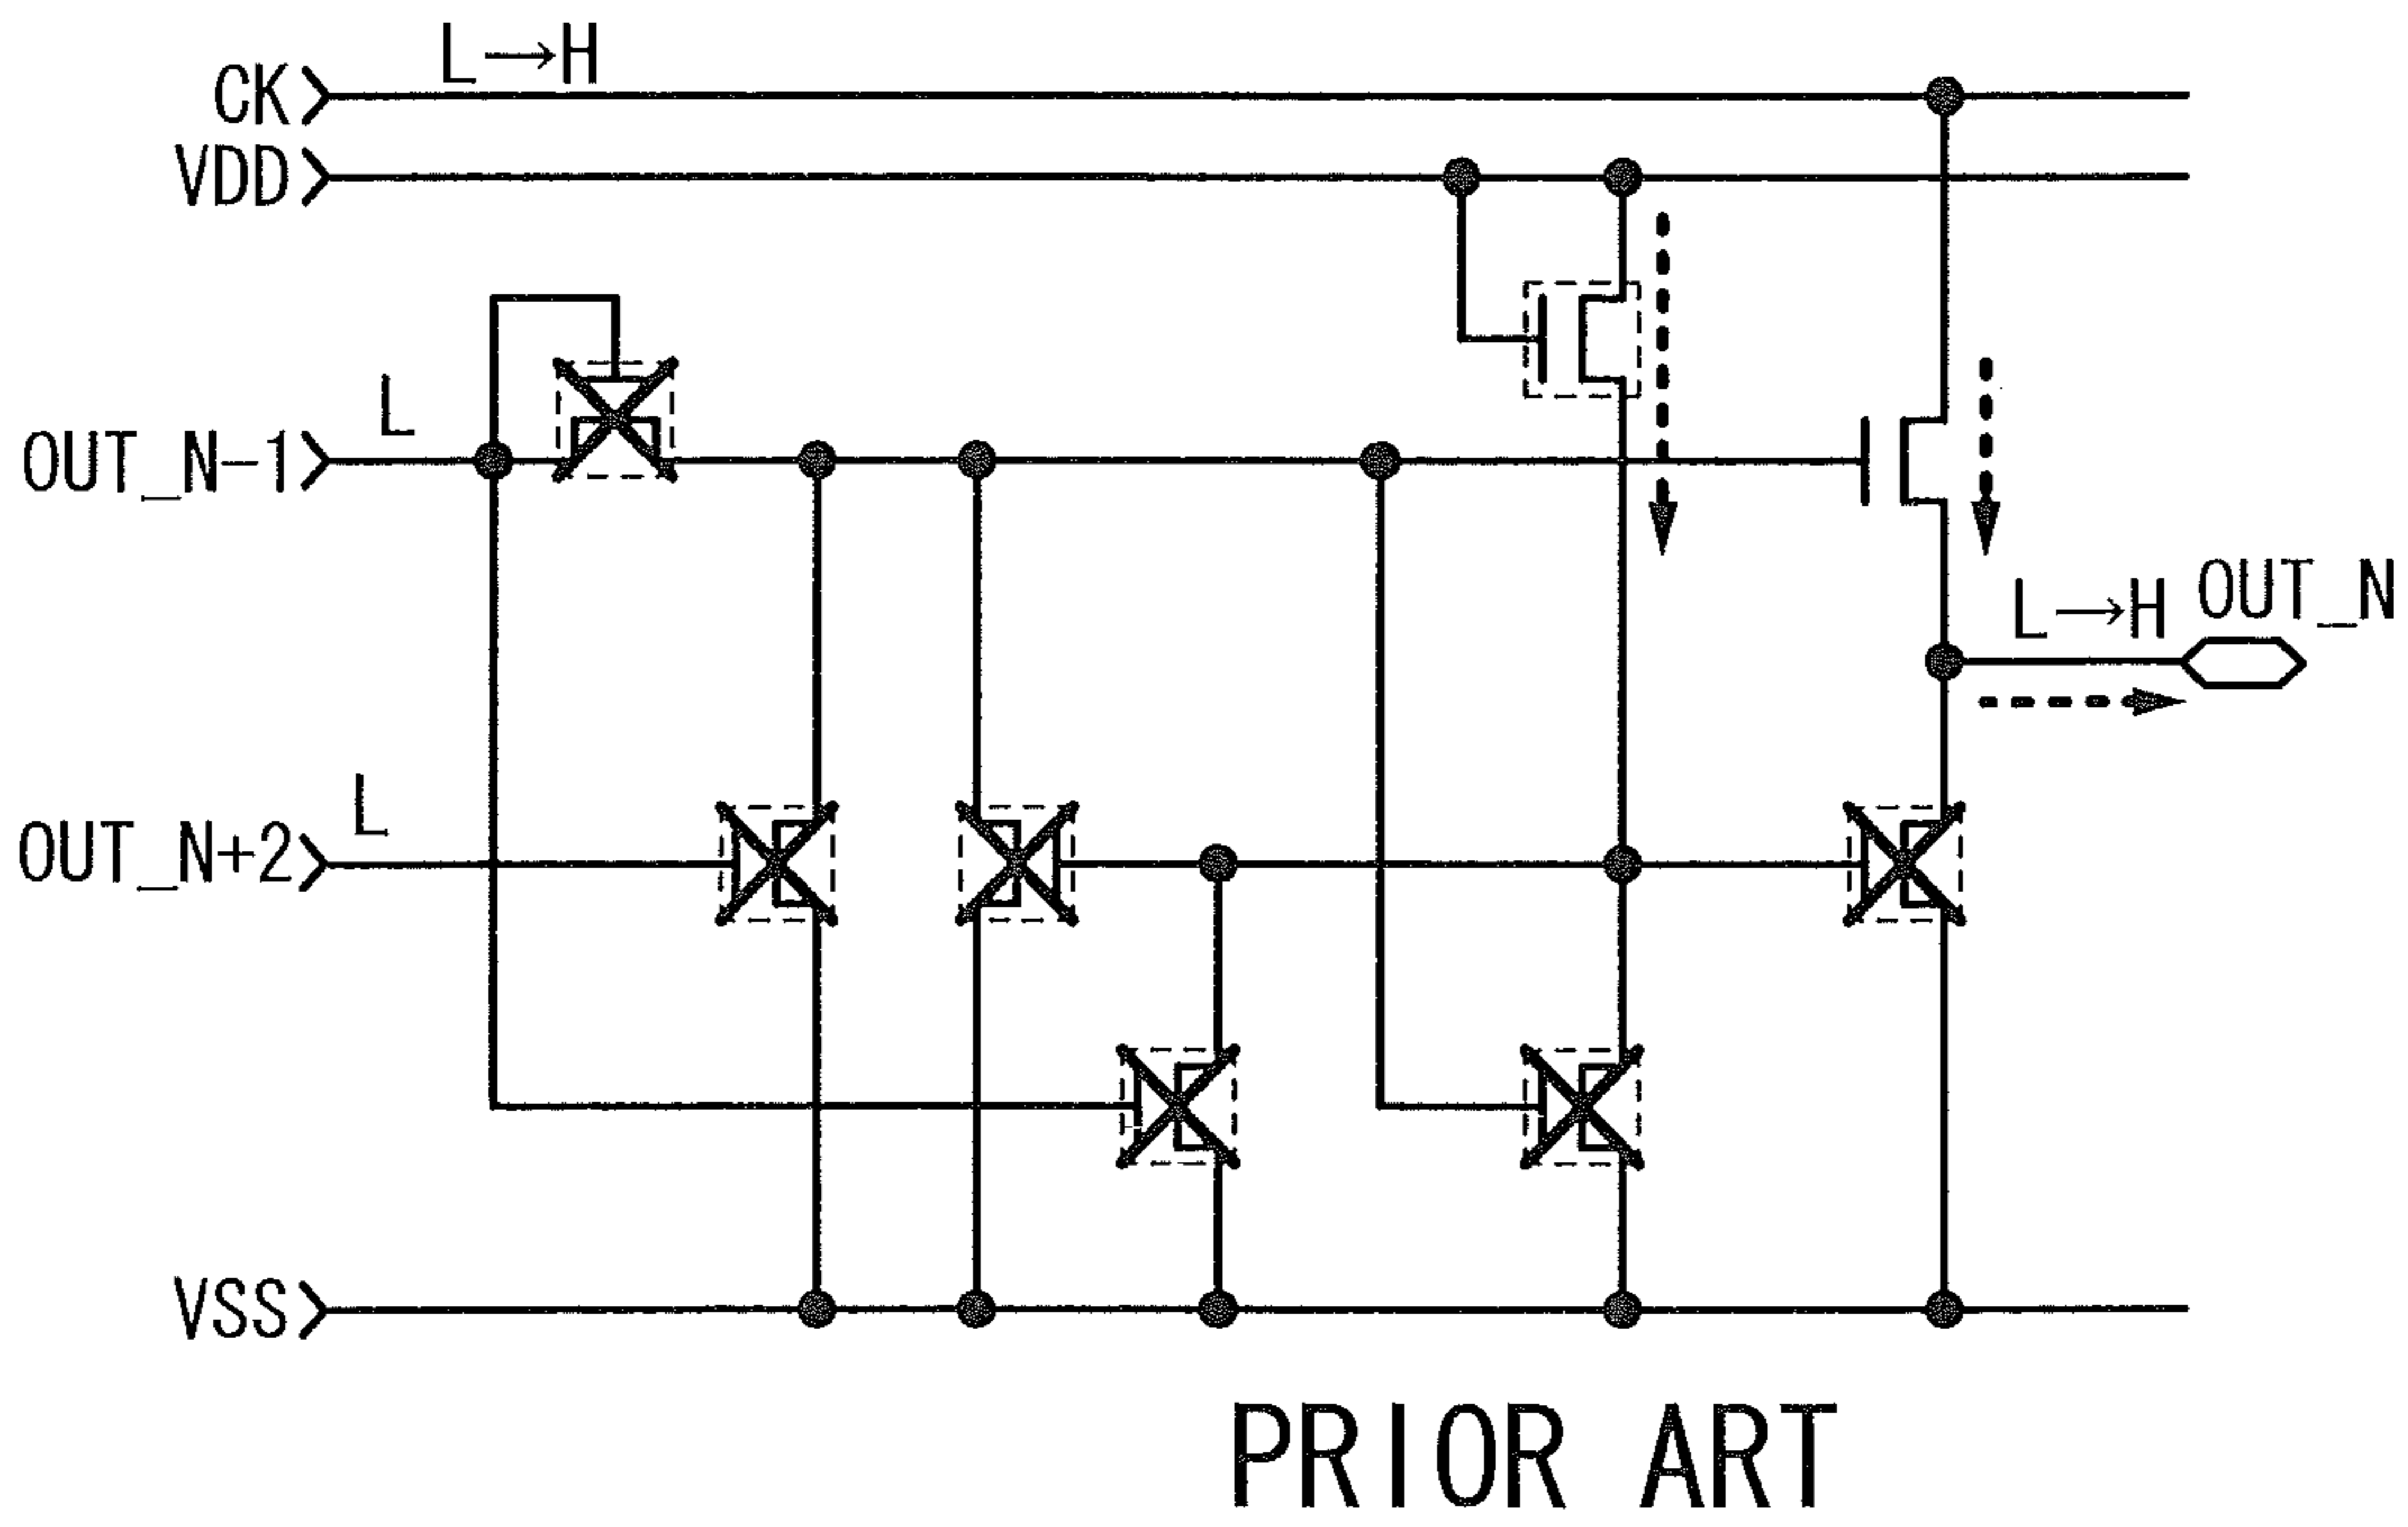 L→H
CK
VDD
L
OUT_N-1
L→H
OUT_N
L
OUT_N+2
VSS
PRIOR ART